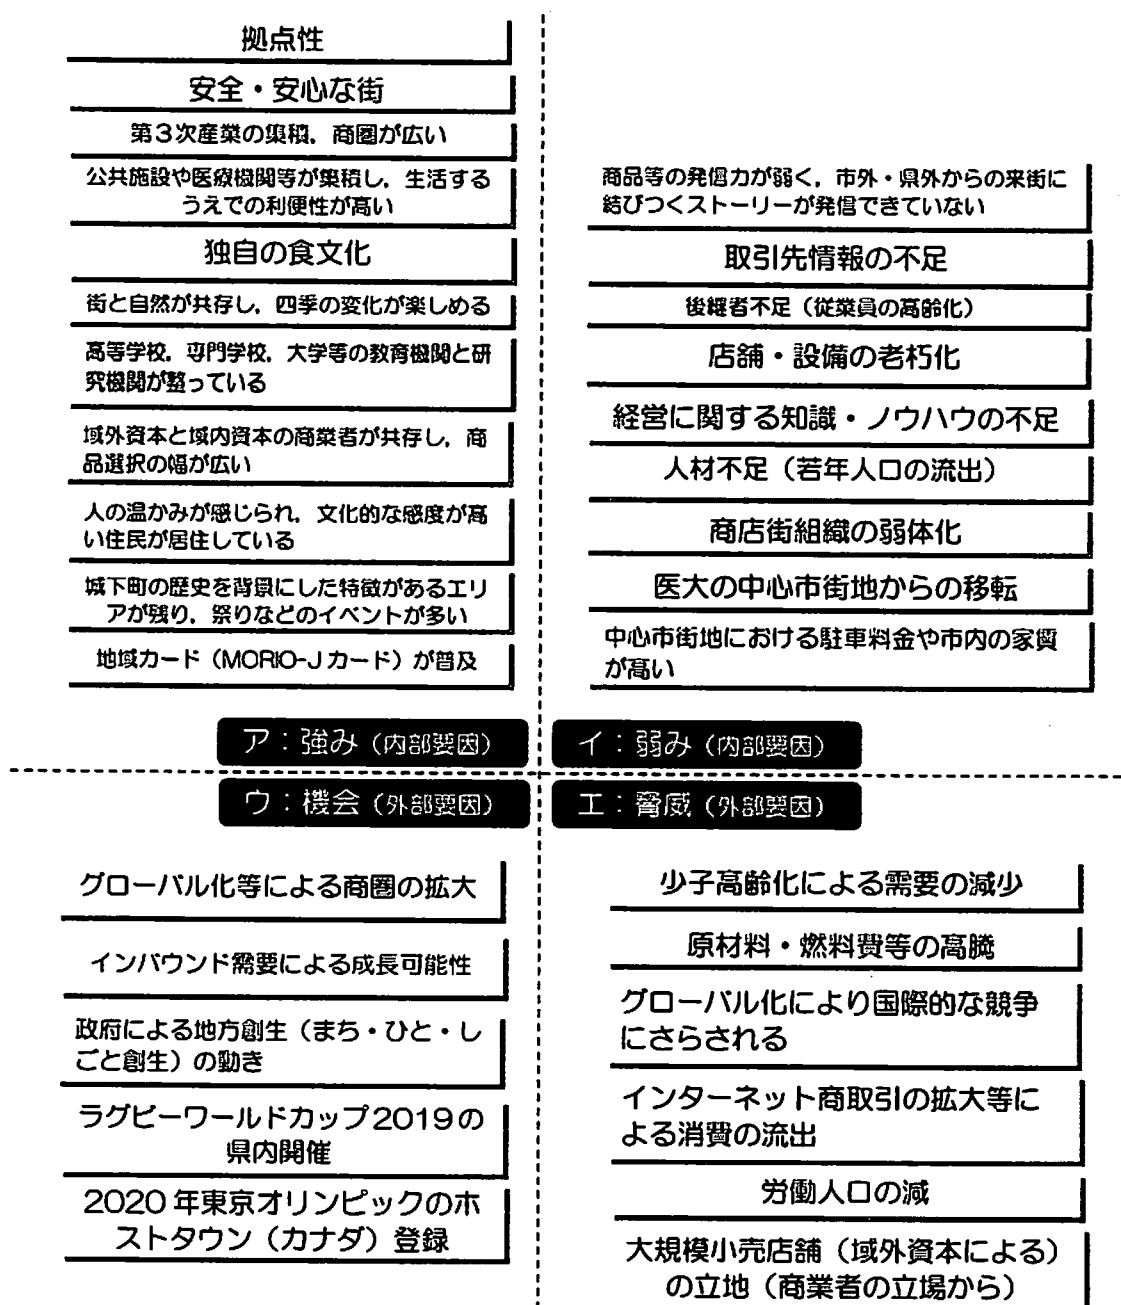 拠点性
安全・安心な街
第3次産業の集積，商圏が広い
公共施設や医療機関等が集積し，生活する
うえでの利便性が高い
独自の食文化
街と自然が共存し，四季の変化が楽しめる
高等学校，専門学校，大学等の教育機関と研
究機関が整っている
域外資本と域内資本の商業者が共存し，商
品選択の幅が広い
人の温かみが感じられ，文化的な感度が高
い住民が居住している
城下町の歴史を背景にした特徴があるエリ
アが残り，祭りなどのイベントが多い
地域カード（MORIO-Jカード）が普及
商品等の発信力が弱く，市外・県外からの来街に
結びつくストーリーが発信できていない
取引先情報の不足
後継者不足（従業員の高齢化）
店舗・設備の老朽化
経営に関する知識・ノウハウの不足
人材不足（若年人口の流出）
商店街組織の弱体化
医大の中心市街地からの移転
中心市街地における駐車料金や市内の家賃
が高い
ア：強み（内部要因）
イ：弱み（内部要因）
ウ：機会（外部要因）
エ：脅威（外部要因）
グローバル化等による商圏の拡大
インバウンド需要による成長可能性
政府による地方創生（まち・ひと・し
ごと創生）の動き
ラグビーワールドカップ2019の
県内開催
2020年東京オリンピックのホ
ストタウン（カナダ）登録
少子高齢化による需要の減少
原材料・燃料費等の高騰
グローバル化により国際的な競争
にさらされる
インターネット商取引の拡大等に
よる消費の流出
労働人口の減
大規模小売店舗（域外資本による）
の立地（商業者の立場から）